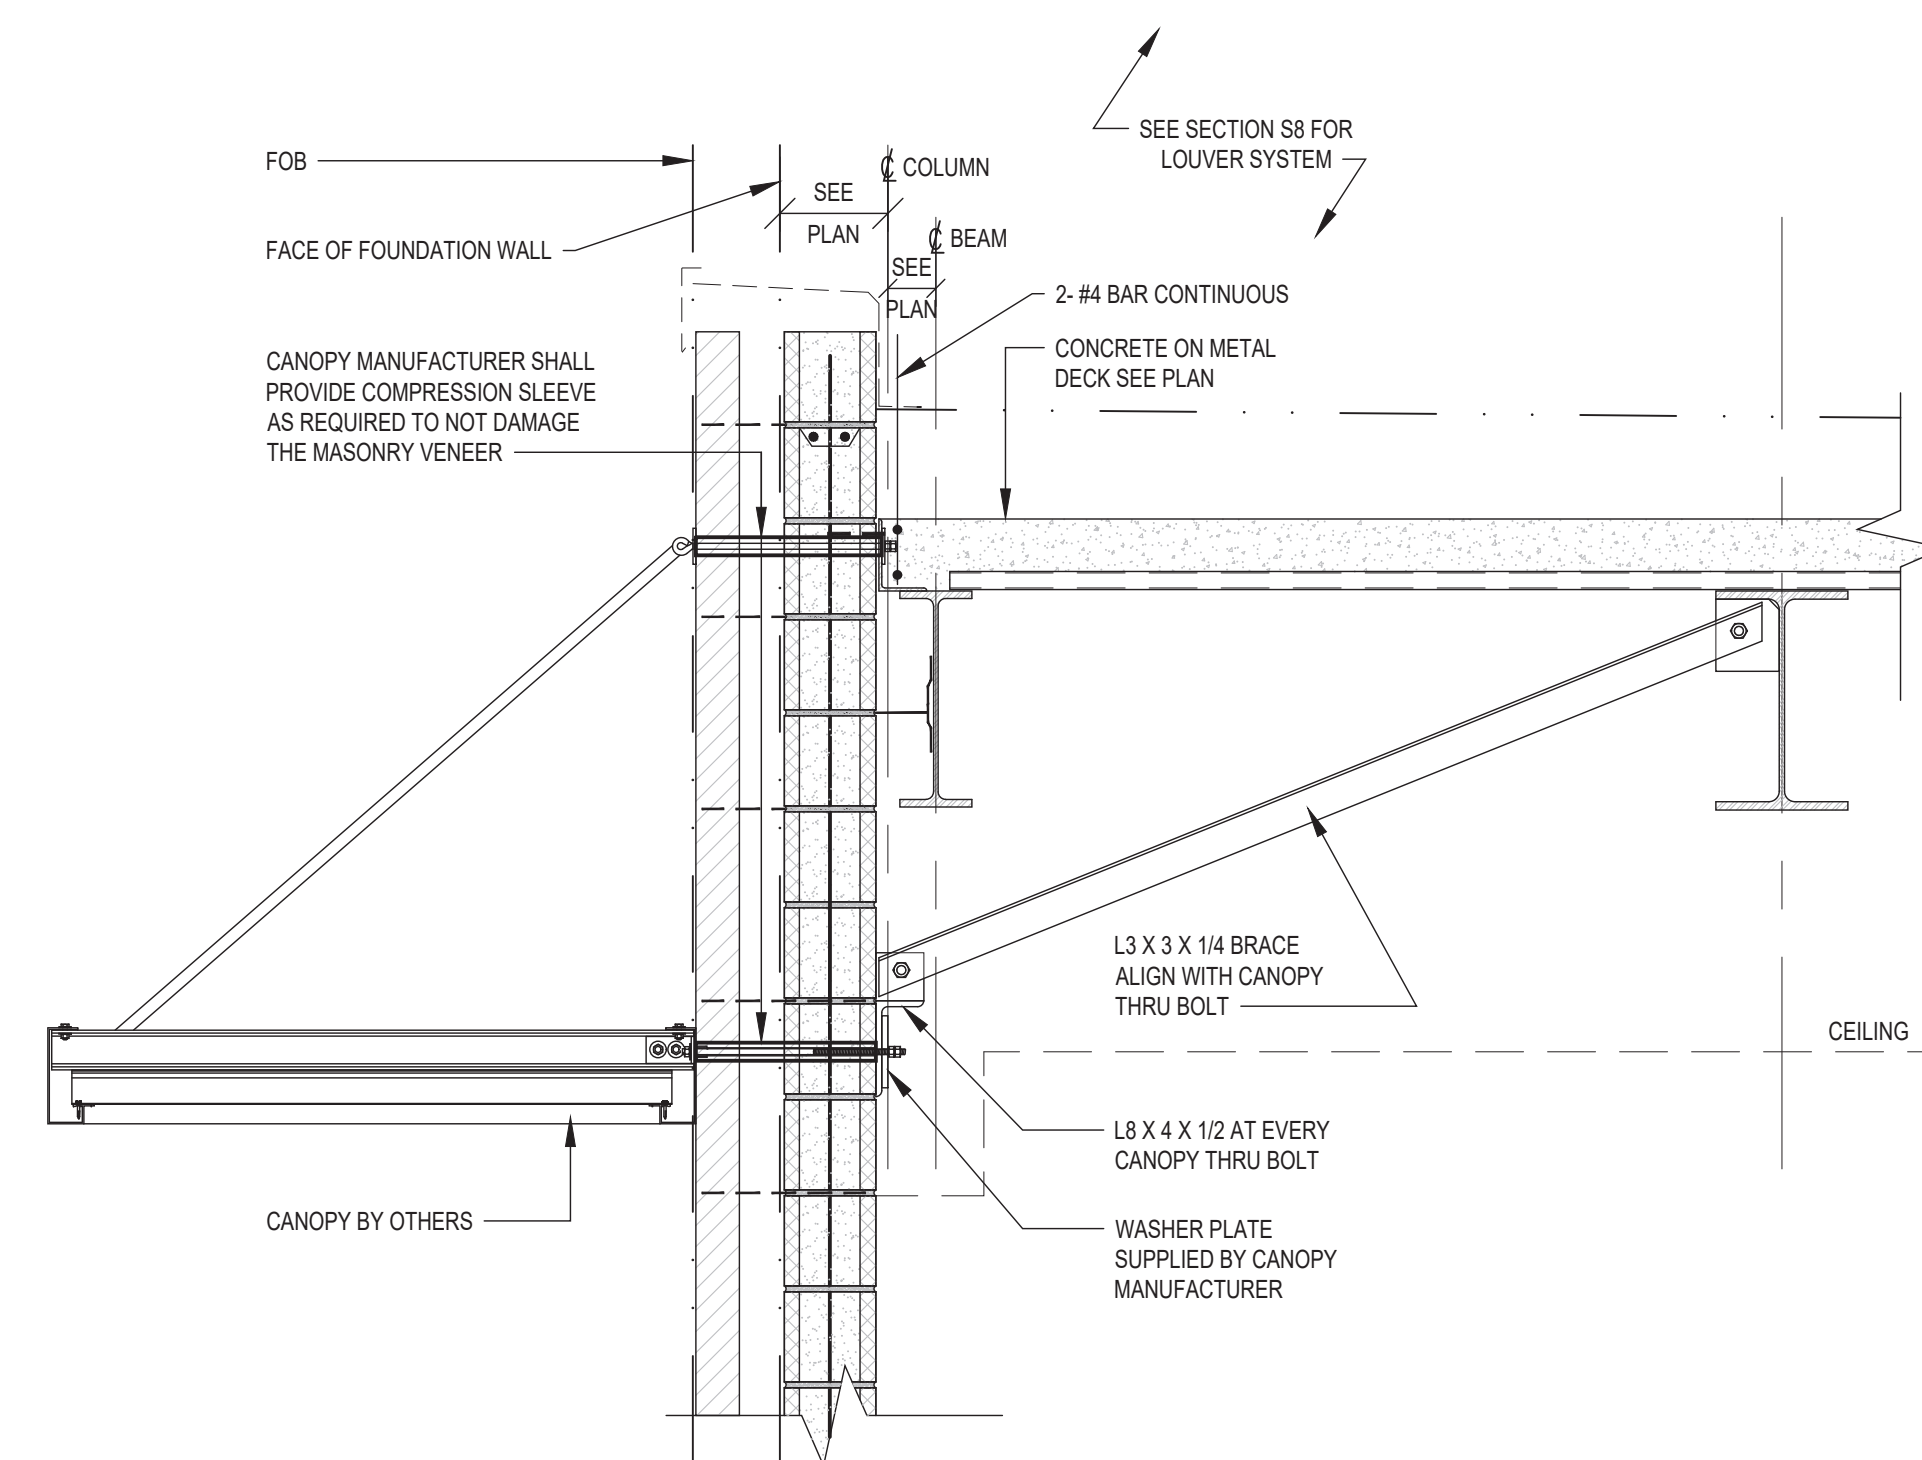 SEE SECTION S8 FOR
LOUVER SYSTEM
FOB
℄ COLUMN
SEE
PLAN
FACE OF FOUNDATION WALL
℄ BEAM
SEE
PLAN
2- #4 BAR CONTINUOUS
CONCRETE ON METAL
DECK SEE PLAN
CANOPY MANUFACTURER SHALL
PROVIDE COMPRESSION SLEEVE
AS REQUIRED TO NOT DAMAGE
THE MASONRY VENEER
L3 X 3 X 1/4 BRACE
ALIGN WITH CANOPY
THRU BOLT
CEILING
L8 X 4 X 1/2 AT EVERY
CANOPY THRU BOLT
CANOPY BY OTHERS
WASHER PLATE
SUPPLIED BY CANOPY
MANUFACTURER